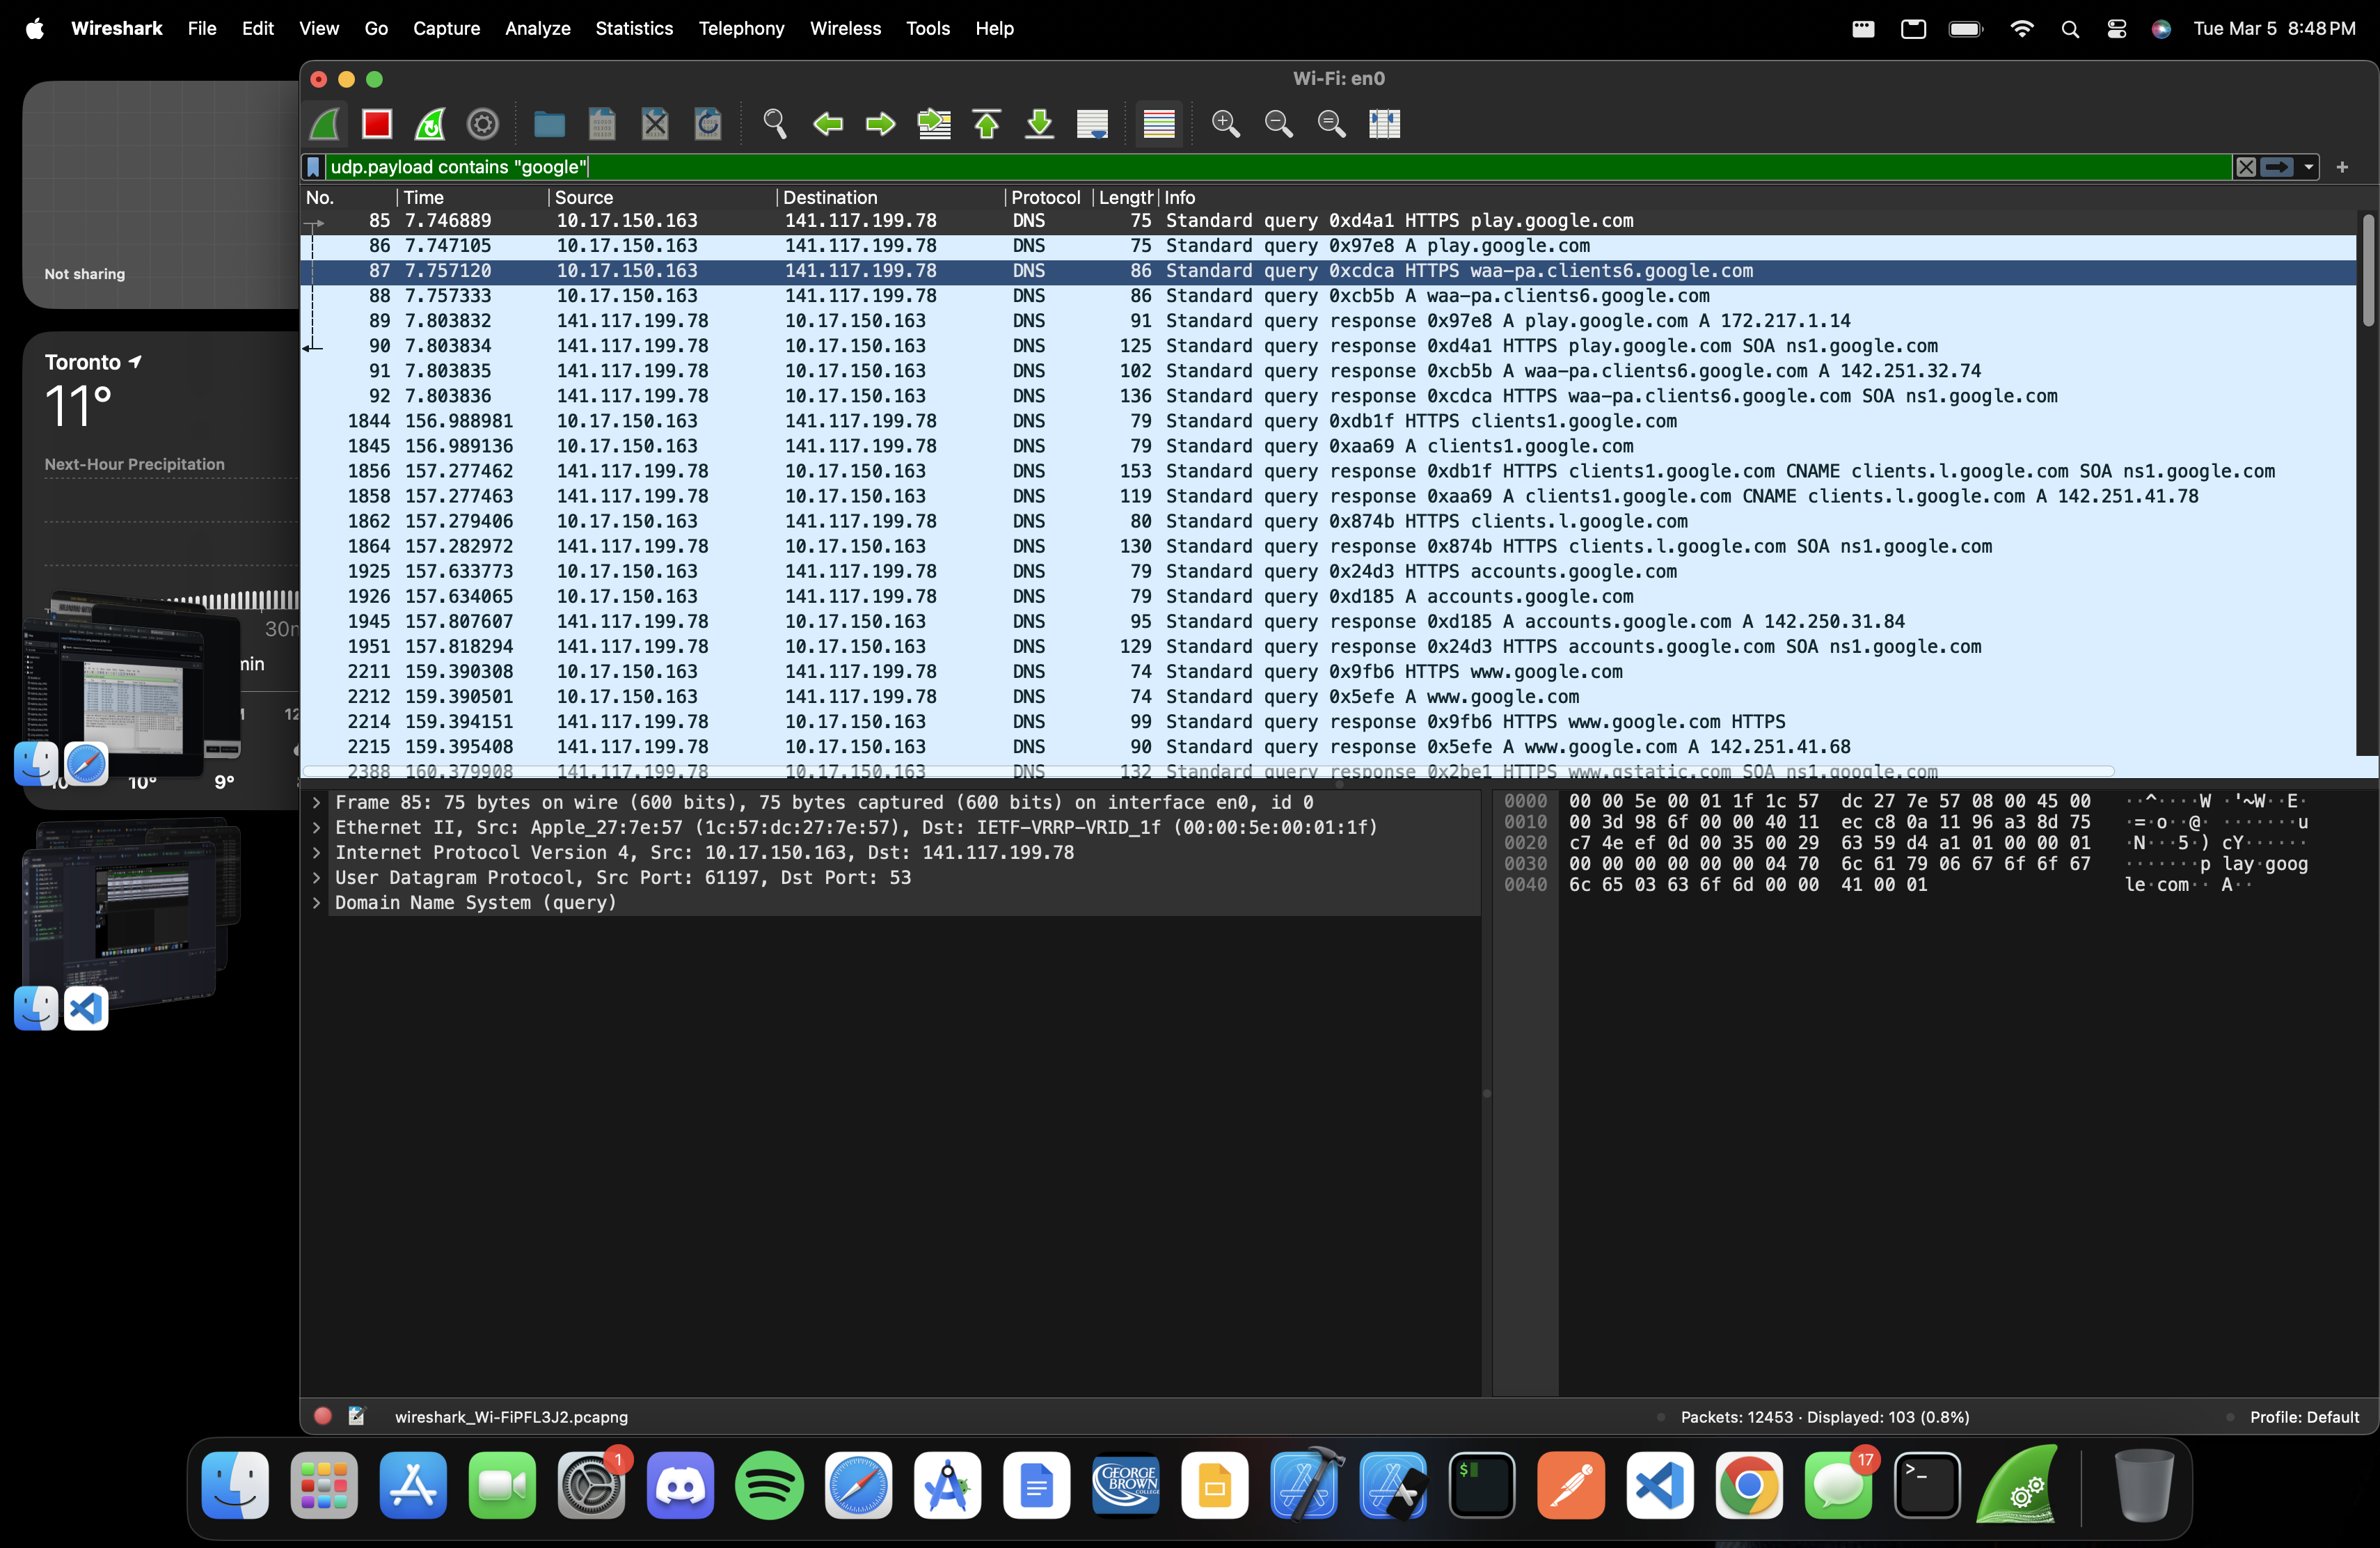 Wireshark File Edit View Go Capture Analyze Statistics Telephony Wireless Tools Help Tue Mar 5 8:48 PM
Wi-Fi: en0
udp.payload contains "google"
No. Time Source Destination Protocol Length Info
85 7.746889 10.17.150.163 141.117.199.78 DNS 75 Standard query 0xd4a1 HTTPS play.google.com
86 7.747105 10.17.150.163 141.117.199.78 DNS 75 Standard query 0x97e8 A play.google.com
87 7.757120 10.17.150.163 141.117.199.78 DNS 86 Standard query 0xcdca HTTPS waa-pa.clients6.google.com
88 7.757333 10.17.150.163 141.117.199.78 DNS 86 Standard query 0xcb5b A waa-pa.clients6.google.com
89 7.803832 141.117.199.78 10.17.150.163 DNS 91 Standard query response 0x97e8 A play.google.com A 172.217.1.14
90 7.803834 141.117.199.78 10.17.150.163 DNS 125 Standard query response 0xd4a1 HTTPS play.google.com SOA ns1.google.com
91 7.803835 141.117.199.78 10.17.150.163 DNS 102 Standard query response 0xcb5b A waa-pa.clients6.google.com A 142.251.32.74
92 7.803836 141.117.199.78 10.17.150.163 DNS 136 Standard query response 0xcdca HTTPS waa-pa.clients6.google.com SOA ns1.google.com
1844 156.988981 10.17.150.163 141.117.199.78 DNS 79 Standard query 0xdb1f HTTPS clients1.google.com
1845 156.989136 10.17.150.163 141.117.199.78 DNS 79 Standard query 0xaa69 A clients1.google.com
1856 157.277462 141.117.199.78 10.17.150.163 DNS 153 Standard query response 0xdb1f HTTPS clients1.google.com CNAME clients.l.google.com SOA ns1.google.com
1858 157.277463 141.117.199.78 10.17.150.163 DNS 119 Standard query response 0xaa69 A clients1.google.com CNAME clients.l.google.com A 142.251.41.78
1862 157.279406 10.17.150.163 141.117.199.78 DNS 80 Standard query 0x874b HTTPS clients.l.google.com
1864 157.282972 141.117.199.78 10.17.150.163 DNS 130 Standard query response 0x874b HTTPS clients.l.google.com SOA ns1.google.com
1925 157.633773 10.17.150.163 141.117.199.78 DNS 79 Standard query 0x24d3 HTTPS accounts.google.com
1926 157.634065 10.17.150.163 141.117.199.78 DNS 79 Standard query 0xd185 A accounts.google.com
1945 157.807607 141.117.199.78 10.17.150.163 DNS 95 Standard query response 0xd185 A accounts.google.com A 142.250.31.84
1951 157.818294 141.117.199.78 10.17.150.163 DNS 129 Standard query response 0x24d3 HTTPS accounts.google.com SOA ns1.google.com
2211 159.390308 10.17.150.163 141.117.199.78 DNS 74 Standard query 0x9fb6 HTTPS www.google.com
2212 159.390501 10.17.150.163 141.117.199.78 DNS 74 Standard query 0x5efe A www.google.com
2214 159.394151 141.117.199.78 10.17.150.163 DNS 99 Standard query response 0x9fb6 HTTPS www.google.com HTTPS
2215 159.395408 141.117.199.78 10.17.150.163 DNS 90 Standard query response 0x5efe A www.google.com A 142.251.41.68
2388 160.379908 141.117.199.78 10.17.150.163 DNS 132 Standard query response 0x2be1 HTTPS www.gstatic.com SOA ns1.google.com
Not sharing
Toronto
11°
Next-Hour Precipitation
10° 9°
Frame 85: 75 bytes on wire (600 bits), 75 bytes captured (600 bits) on interface en0, id 0
Ethernet II, Src: Apple_27:7e:57 (1c:57:dc:27:7e:57), Dst: IETF-VRRP-VRID_1f (00:00:5e:00:01:1f)
Internet Protocol Version 4, Src: 10.17.150.163, Dst: 141.117.199.78
User Datagram Protocol, Src Port: 61197, Dst Port: 53
Domain Name System (query)
0000 00 00 5e 00 01 1f 1c 57 dc 27 7e 57 08 00 45 00 ··^····W ·'~W··E·
0010 00 3d 98 6f 00 00 40 11 ec c8 0a 11 96 a3 8d 75 ·=·o··@· ·······u
0020 c7 4e ef 0d 00 35 00 29 63 59 d4 a1 01 00 00 01 ·N···5·) cY······
0030 00 00 00 00 00 00 04 70 6c 61 79 06 67 6f 6f 67 ·······p lay·goog
0040 6c 65 03 63 6f 6d 00 00 41 00 01 le·com·· A··
wireshark_Wi-FiPFL3J2.pcapng Packets: 12453 · Displayed: 103 (0.8%) Profile: Default
1
GEORGE
BROWN
COLLEGE
17